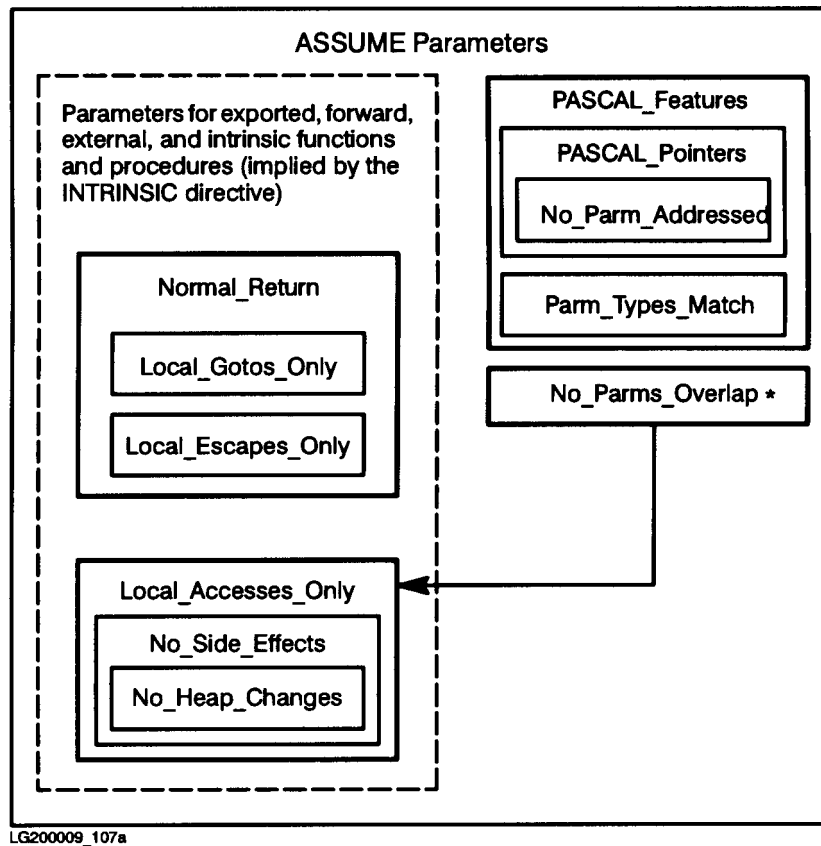 ASSUME Parameters
Parameters for exported, forward,
external, and intrinsic functions
and procedures (implied by the
INTRINSIC directive)
Normal_Return
Local_Gotos_Only
Local_Escapes_Only
Local_Accesses_Only
No_Side_Effects
No_Heap_Changes
PASCAL_Features
PASCAL_Pointers
No_Parm_Addressed
Parm_Types_Match
No_Parms_Overlap *
LG200009_107a